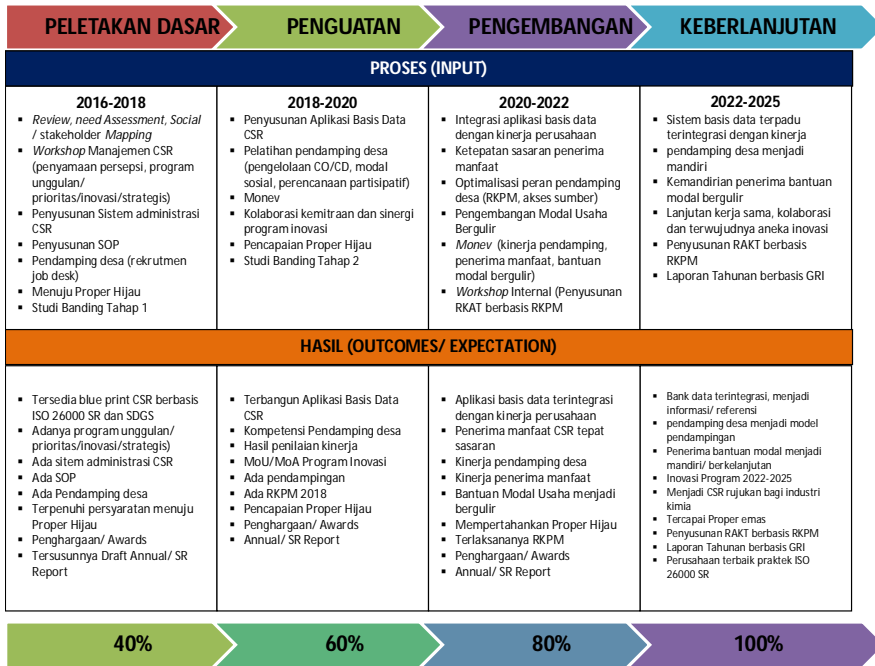 PELETAKAN DASAR
PENGUATAN
PENGEMBANGAN
KEBERLANJUTAN
PROSES (INPUT)
2016-2018
▪ Review, need Assessment, Social
/ stakeholder Mapping
▪ Workshop Manajemen CSR
(penyamaan persepsi, program
unggulan/
prioritas/inovasi/strategis)
▪ Penyusunan Sistem administrasi
CSR
▪ Penyusunan SOP
▪ Pendamping desa (rekrutmen
job desk)
▪ Menuju Proper Hijau
▪ Studi Banding Tahap 1
2018-2020
▪ Penyusunan Aplikasi Basis Data
CSR
▪ Pelatihan pendamping desa
(pengelolaan CO/CD, modal
sosial, perencanaan partisipatif)
▪ Monev
▪ Kolaborasi kemitraan dan sinergi
program inovasi
▪ Pencapaian Proper Hijau
▪ Studi Banding Tahap 2
2020-2022
▪ Integrasi aplikasi basis data
dengan kinerja perusahaan
▪ Ketepatan sasaran penerima
manfaat
▪ Optimalisasi peran pendamping
desa (RKPM, akses sumber)
▪ Pengembangan Modal Usaha
Bergulir
▪ Monev (kinerja pendamping,
penerima manfaat, bantuan
modal bergulir)
▪ Workshop Internal (Penyusunan
RKAT berbasis RKPM
2022-2025
▪ Sistem basis data terpadu
terintegrasi dengan kinerja
▪ pendamping desa menjadi
mandiri
▪ Kemandirian penerima bantuan
modal bergulir
▪ Lanjutan kerja sama, kolaborasi
dan terwujudnya aneka inovasi
▪ Penyusunan RAKT berbasis
RKPM
▪ Laporan Tahunan berbasis GRI
HASIL (OUTCOMES/ EXPECTATION)
▪ Tersedia blue print CSR berbasis
ISO 26000 SR dan SDGS
▪ Adanya program unggulan/
prioritas/inovasi/strategis)
▪ Ada sitem administrasi CSR
▪ Ada SOP
▪ Ada Pendamping desa
▪ Terpenuhi persyaratan menuju
Proper Hijau
▪ Penghargaan/ Awards
▪ Tersusunnya Draft Annual/ SR
Report
▪ Terbangun Aplikasi Basis Data
CSR
▪ Kompetensi Pendamping desa
▪ Hasil penilaian kinerja
▪ MoU/MoA Program Inovasi
▪ Ada pendampingan
▪ Ada RKPM 2018
▪ Pencapaian Proper Hijau
▪ Penghargaan/ Awards
▪ Annual/ SR Report
▪ Aplikasi basis data terintegrasi
dengan kinerja perusahaan
▪ Penerima manfaat CSR tepat
sasaran
▪ Kinerja pendamping desa
▪ Kinerja penerima manfaat
▪ Bantuan Modal Usaha menjadi
bergulir
▪ Mempertahankan Proper Hijau
▪ Terlaksananya RKPM
▪ Penghargaan/ Awards
▪ Annual/ SR Report
▪ Bank data terintegrasi, menjadi
informasi/ referensi
▪ pendamping desa menjadi model
pendampingan
▪ Penerima bantuan modal menjadi
mandiri/ berkelanjutan
▪ Inovasi Program 2022-2025
▪ Menjadi CSR rujukan bagi industri
kimia
▪ Tercapai Proper emas
▪ Penyusunan RAKT berbasis RKPM
▪ Laporan Tahunan berbasis GRI
▪ Perusahaan terbaik praktek ISO
26000 SR
40%
60%
80%
100%